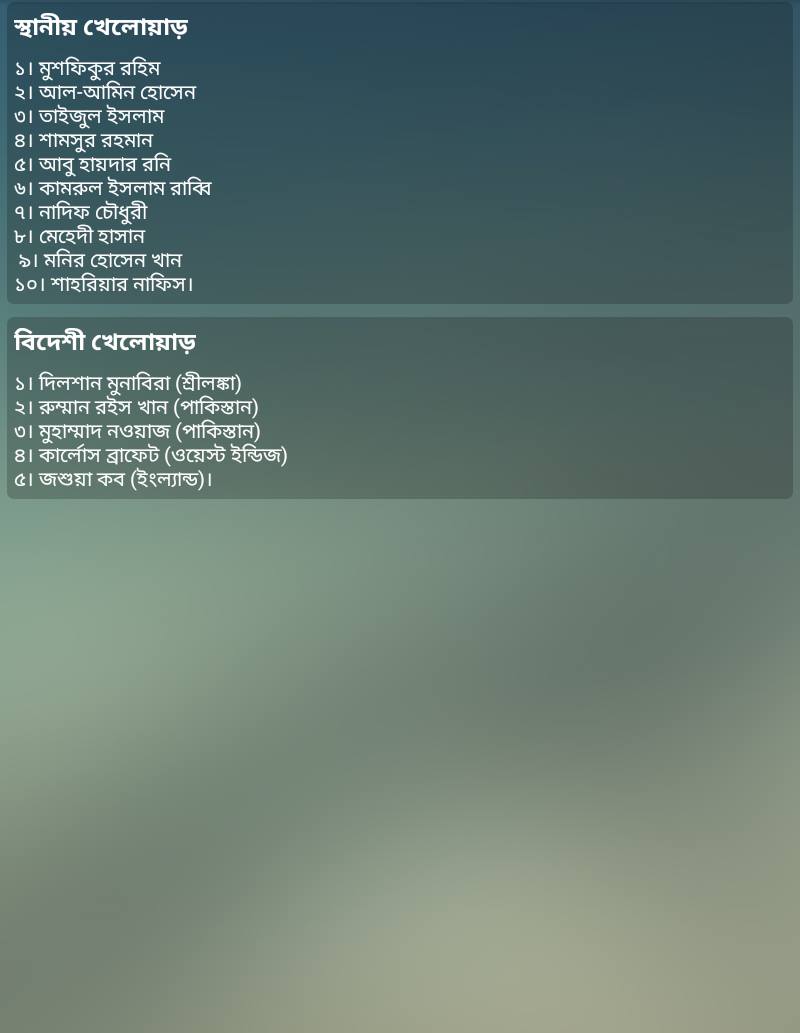 স্থানীয় খেলোয়াড়
১। মুশফিকুর রহিম
২। আল-আমিন হোসেন
৩। তাইজুল ইসলাম
৪। শামসুর রহমান
৫। আবু হায়দার রনি
৬। কামরুল ইসলাম রাব্বি
৭। নাদিফ চৌধুরী
৮। মেহেদী হাসান
৯। মনির হোসেন খান
১০। শাহরিয়ার নাফিস।
বিদেশী খেলোয়াড়
১। দিলশান মুনাবিরা (শ্রীলঙ্কা)
২। রুম্মান রইস খান (পাকিস্তান)
৩। মুহাম্মাদ নওয়াজ (পাকিস্তান)
৪। কার্লোস ব্রাফেট (ওয়েস্ট ইন্ডিজ)
৫। জশুয়া কব (ইংল্যান্ড)।